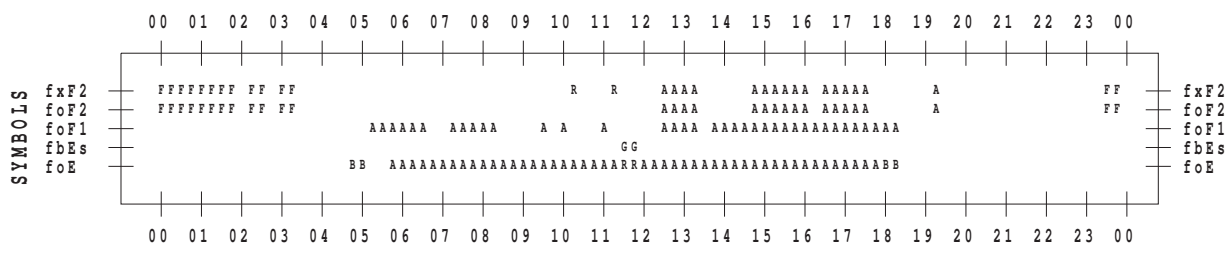 00 01 02 03 04 05 06 07 08 09 10 11 12 13 14 15 16 17 18 19 20 21 22 23 00
SYMBOLS
fxF2 FFFFFFFF FF FF R R AAAA AAAAAA AAAAA A FF fxF2
foF2 FFFFFFFF FF FF AAAA AAAAAA AAAAA A FF foF2
foF1 AAAAAA AAAAA A A A AAAA AAAAAAAAAAAAAAAAAAA foF1
fbEs GG fbEs
foE BB AAAAAAAAAAAAAAAAAAAAAAARRAAAAAAAAAAAAAAAAAAAAAAAABB foE
00 01 02 03 04 05 06 07 08 09 10 11 12 13 14 15 16 17 18 19 20 21 22 23 00